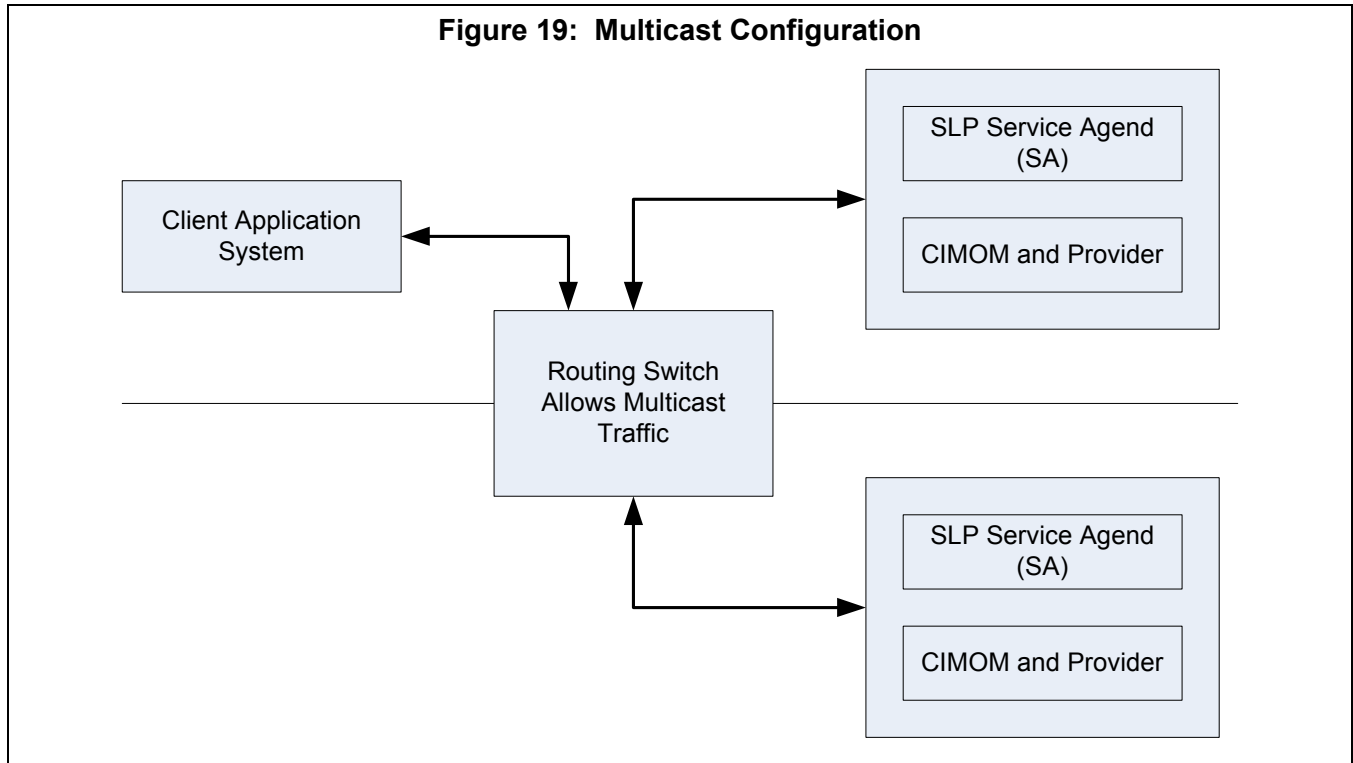 Figure 19: Multicast Configuration
SLP Service Agend
(SA)
CIMOM and Provider
Client Application
System
Routing Switch
Allows Multicast
Traffic
SLP Service Agend
(SA)
CIMOM and Provider